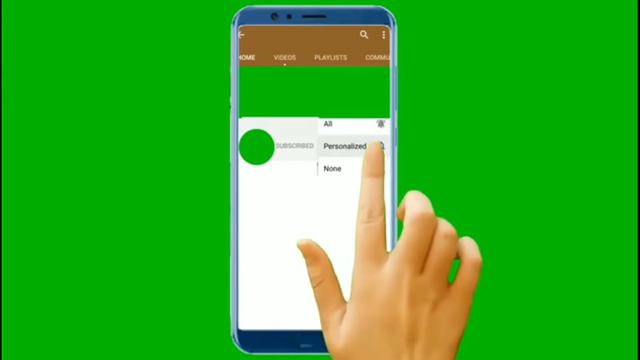 HOME VIDEOS PLAYLISTS COMMU
All
SUBSCRIBED Personalized
None